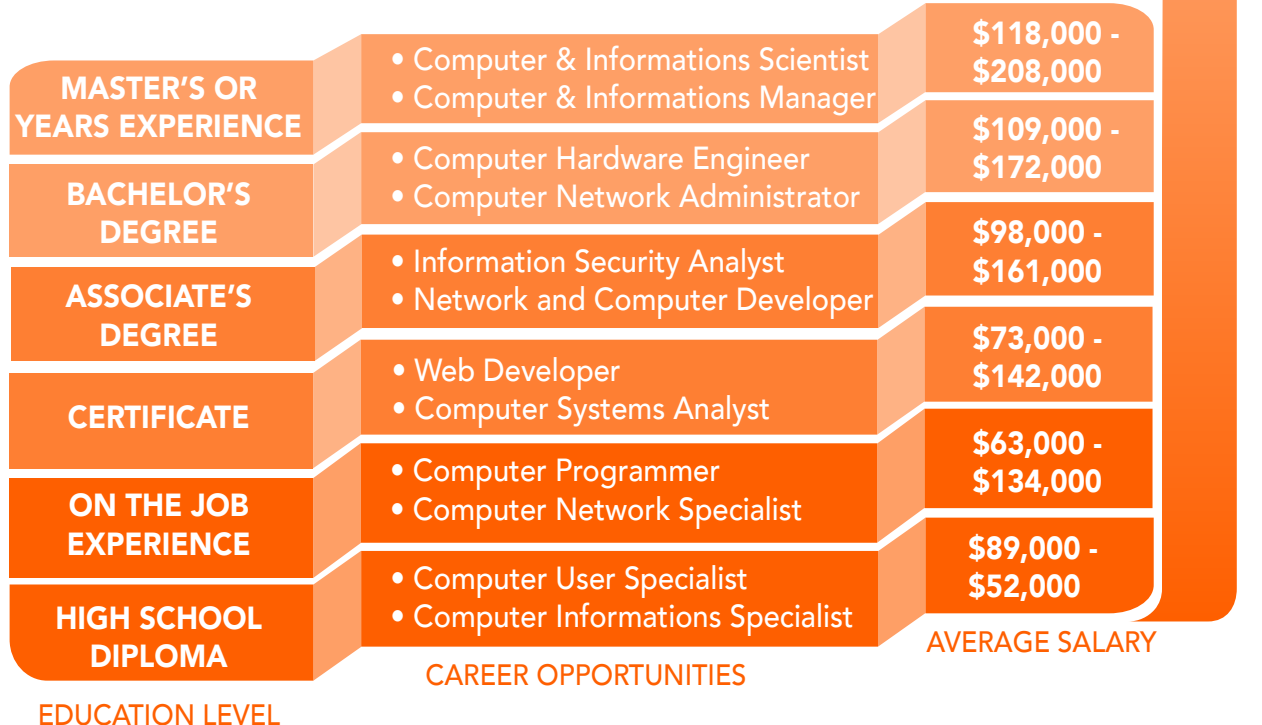 MASTER'S OR
YEARS EXPERIENCE
• Computer & Informations Scientist
• Computer & Informations Manager
$118,000 -
$208,000
BACHELOR'S
DEGREE
• Computer Hardware Engineer
• Computer Network Administrator
$109,000 -
$172,000
ASSOCIATE'S
DEGREE
• Information Security Analyst
• Network and Computer Developer
$98,000 -
$161,000
CERTIFICATE
• Web Developer
• Computer Systems Analyst
$73,000 -
$142,000
ON THE JOB
EXPERIENCE
• Computer Programmer
• Computer Network Specialist
$63,000 -
$134,000
HIGH SCHOOL
DIPLOMA
• Computer User Specialist
• Computer Informations Specialist
$89,000 -
$52,000
EDUCATION LEVEL
CAREER OPPORTUNITIES
AVERAGE SALARY